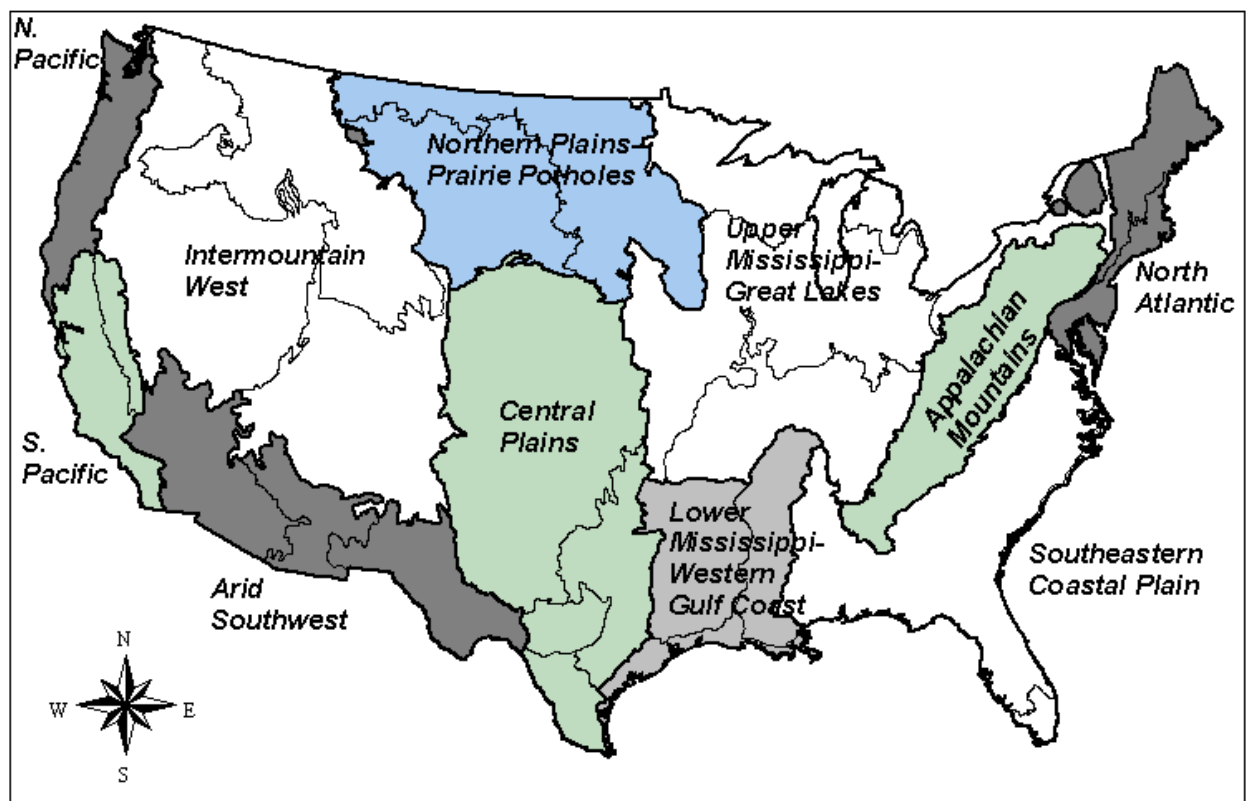 N.
Pacific
Northern Plains-
Prairie Potholes
Intermountain
West
Upper
Mississippi-
Great Lakes
North
Atlantic
Appalachian
Mountains
Central
Plains
S.
Pacific
Lower
Mississippi-
Western
Gulf Coast
Southeastern
Coastal Plain
Arid
Southwest
N
W
E
S